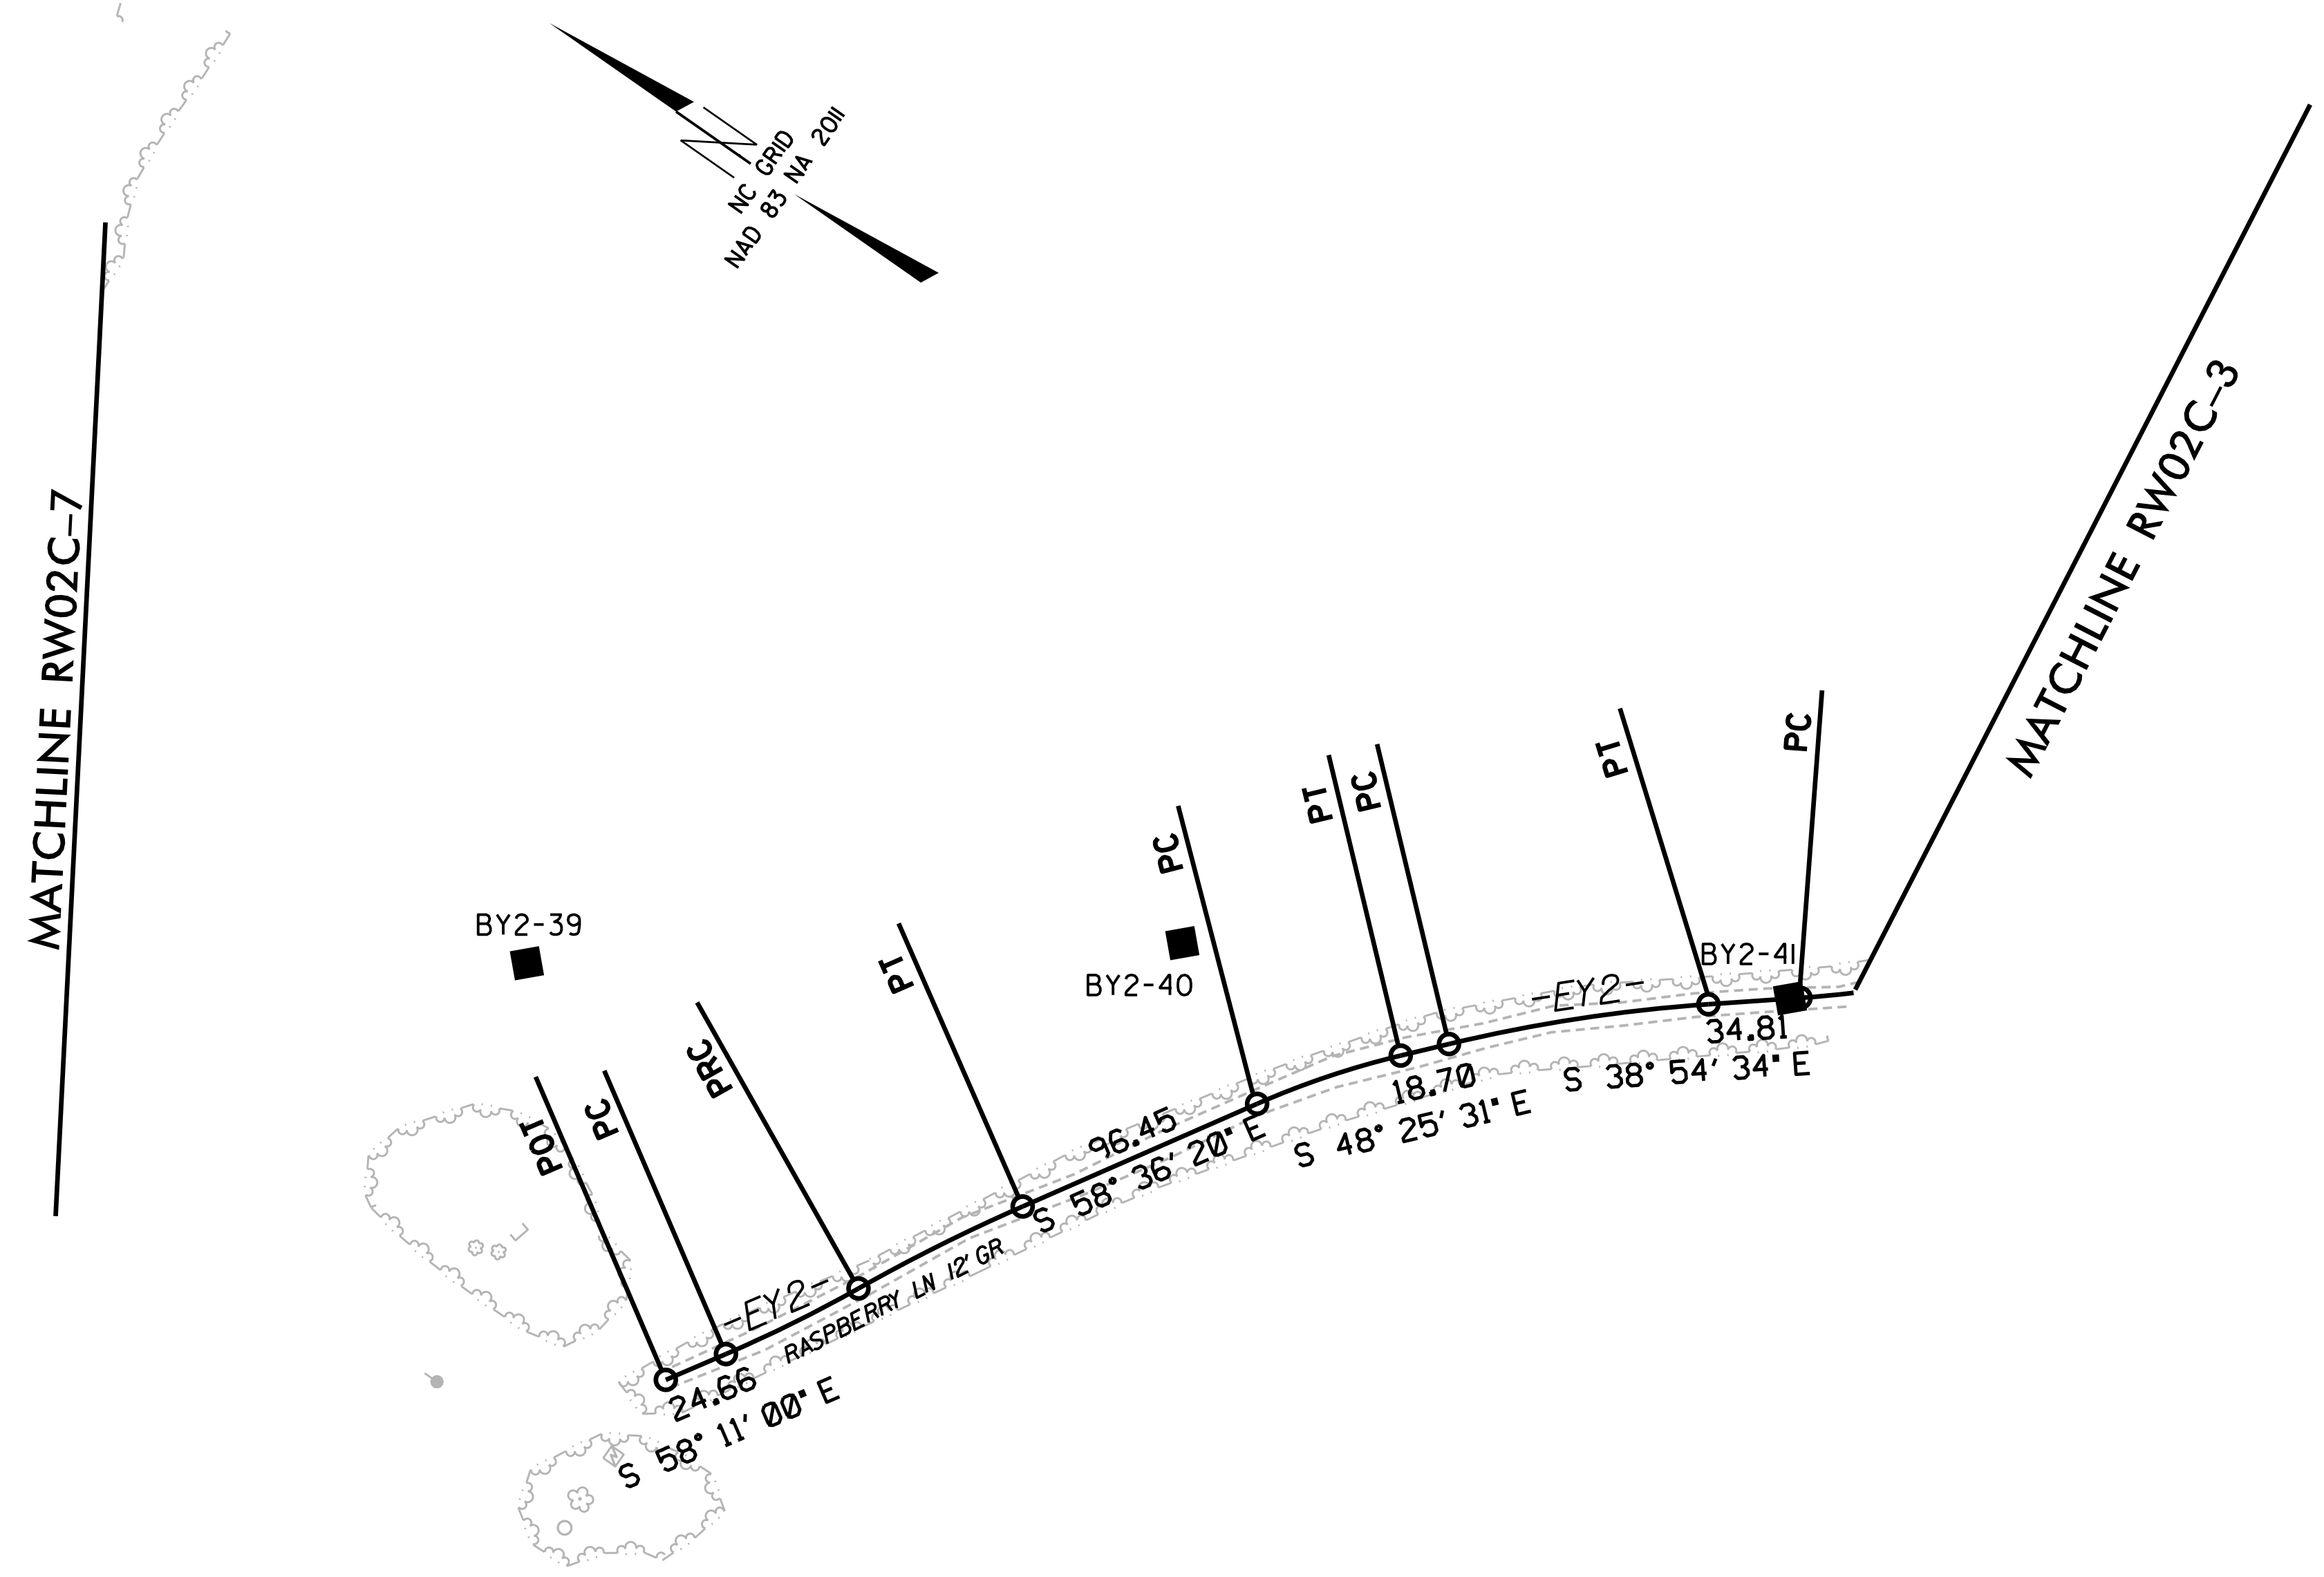 NC GRID
NAD 83 NA 2011
MATCHLINE RW02C-7
MATCHLINE RW02C-3
BY2-39
BY2-40
BY2-41
POT
PC
PRC
PT
PC
PT
PC
PT
PC
-EY2-
-EY2-
24.66
S 58° 11' 00" E
RASPBERRY LN 12' GR
96.45
S 58° 36' 20" E
18.70
S 48° 25' 31" E
34.81
S 38° 54' 34" E